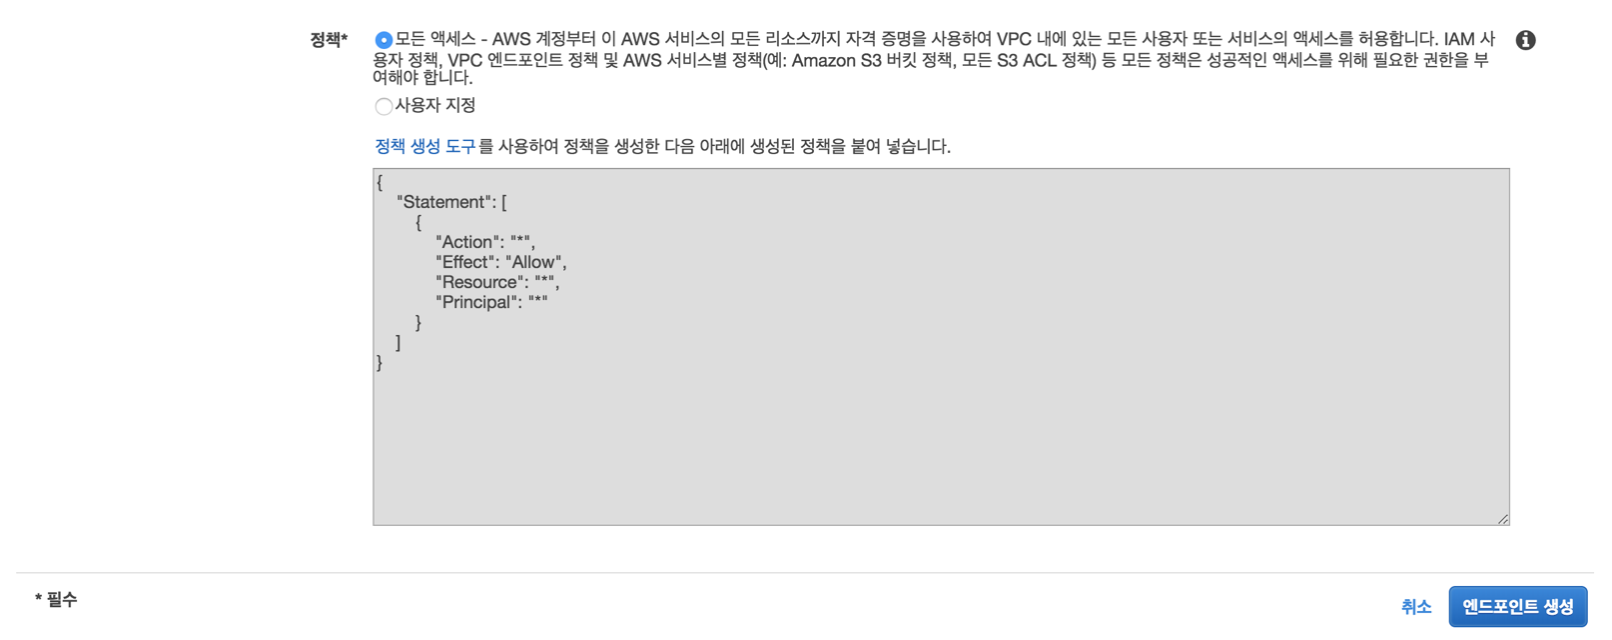 정책*
모든 액세스 - AWS 계정부터 이 AWS 서비스의 모든 리소스까지 자격 증명을 사용하여 VPC 내에 있는 모든 사용자 또는 서비스의 액세스를 허용합니다. IAM 사
용자 정책, VPC 엔드포인트 정책 및 AWS 서비스별 정책(예: Amazon S3 버킷 정책, 모든 S3 ACL 정책) 등 모든 정책은 성공적인 액세스를 위해 필요한 권한을 부
여해야 합니다.
사용자 지정
정책 생성 도구를 사용하여 정책을 생성한 다음 아래에 생성된 정책을 붙여 넣습니다.
{
"Statement": [
{
"Action": "*",
"Effect": "Allow",
"Resource": "*",
"Principal": "*"
}
]
}
* 필수
취소
엔드포인트 생성